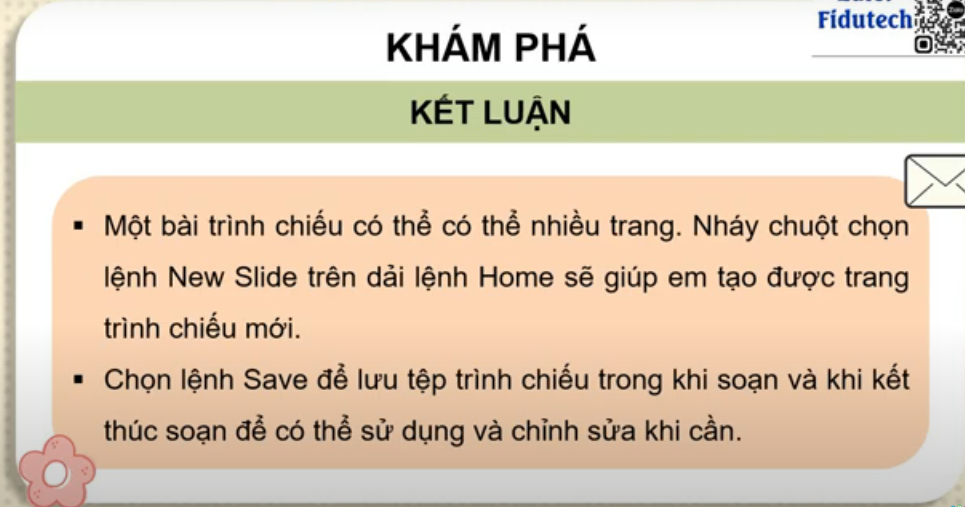 Fidutech
KHÁM PHÁ
KẾT LUẬN
▪ Một bài trình chiếu có thể có thể nhiều trang. Nháy chuột chọn
lệnh New Slide trên dải lệnh Home sẽ giúp em tạo được trang
trình chiếu mới.
▪ Chọn lệnh Save để lưu tệp trình chiếu trong khi soạn và khi kết
thúc soạn để có thể sử dụng và chỉnh sửa khi cần.